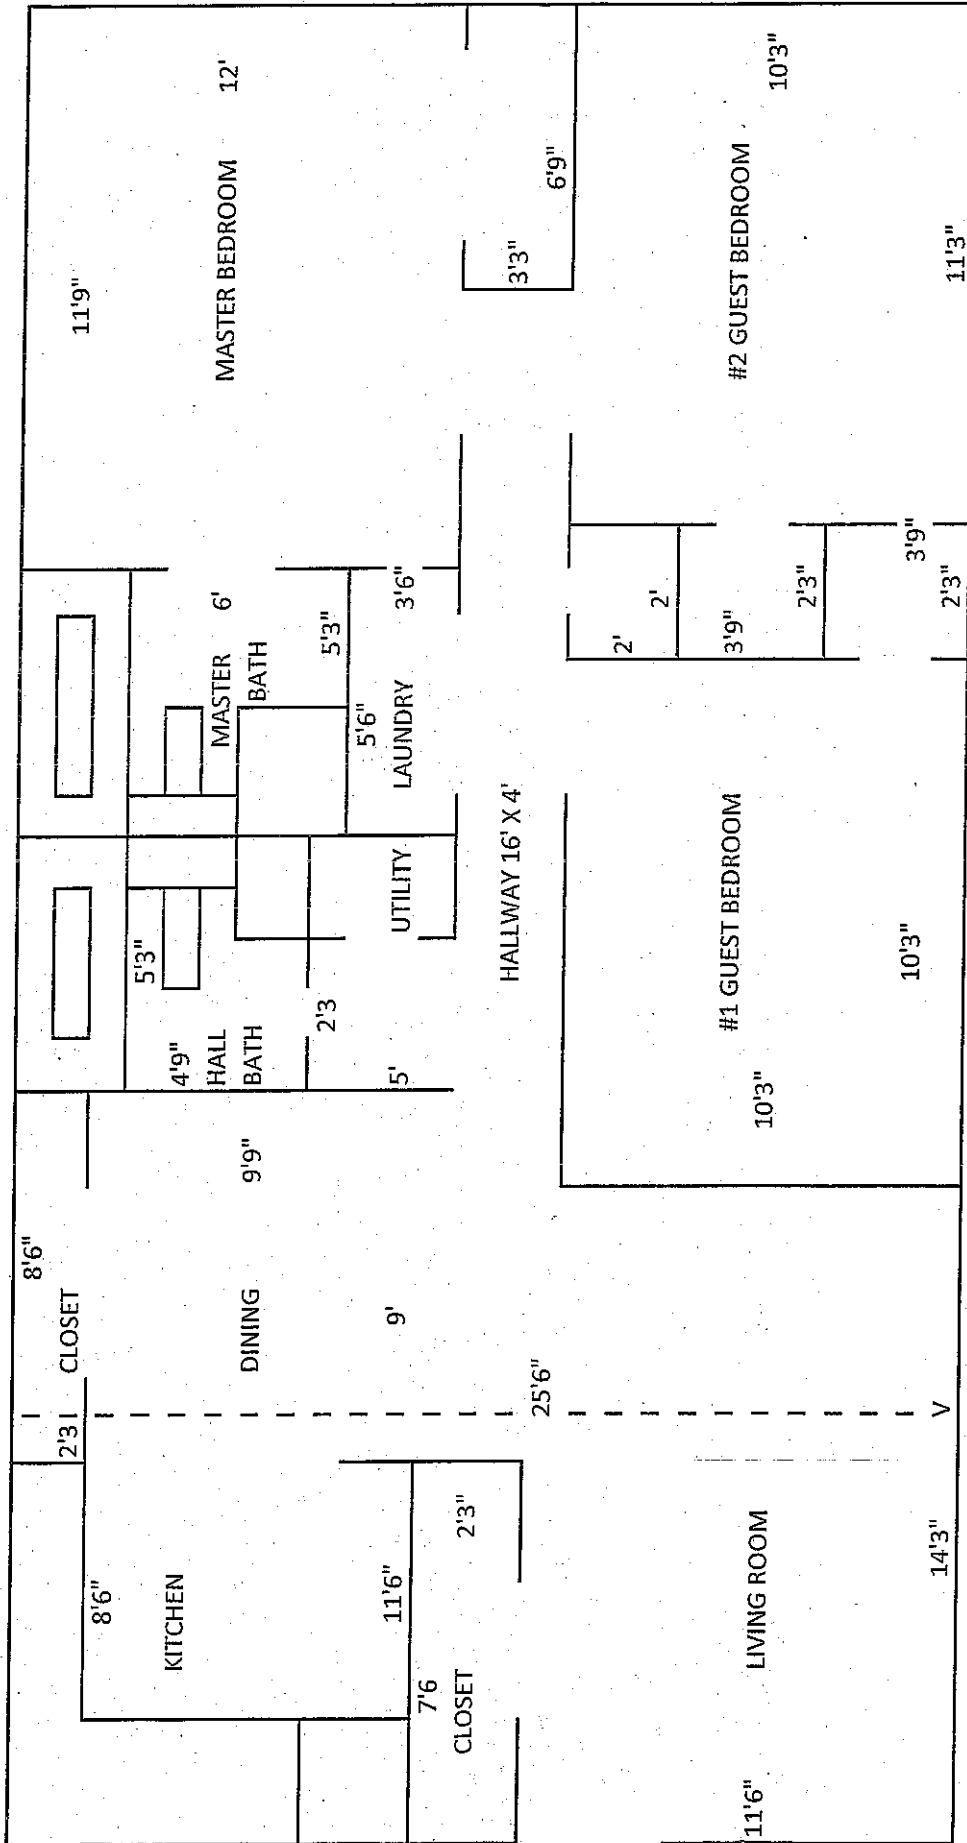 8'6"
2'3
CLOSET
11'9"
8'6"
KITCHEN
DINING
9'9"
4'9"
HALL
BATH
5'3"
MASTER
BATH
6'
MASTER BEDROOM
12'
2'3
5'3"
11'6"
9'
5'
UTILITY
5'6"
LAUNDRY
3'6"
7'6
CLOSET
2'3"
25'6"
HALLWAY 16' X 4'
3'3"
6'9"
2'
2'
11'6"
LIVING ROOM
10'3"
#1 GUEST BEDROOM
3'9"
#2 GUEST BEDROOM
10'3"
2'3"
14'3"
V
10'3"
3'9"
2'3"
11'3"